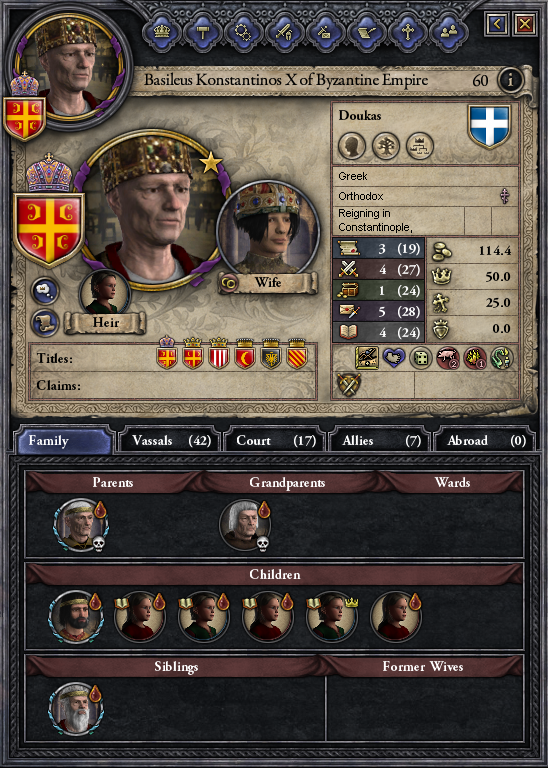 Basileus Konstantinos X of Byzantine Empire 60
Doukas
Greek
Orthodox
Reigning in
Constantinople,
3 (19) 114.4
4 (27) 50.0
1 (24) 25.0
5 (28) 0.0
4 (24)
Wife
Heir
Titles:
Claims:
2
1
Family
Vassals (42)
Court (17)
Allies (7)
Abroad (0)
Parents
Grandparents
Wards
Children
Siblings
Former Wives